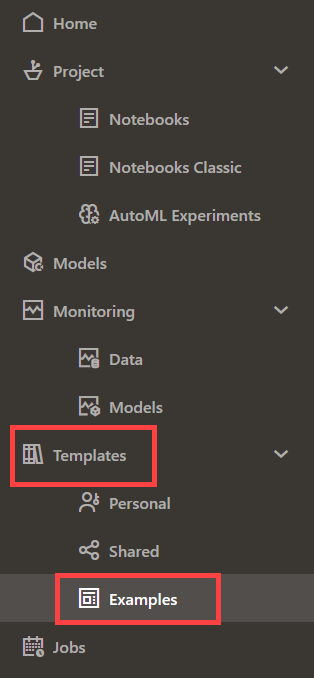 Home
Project
Notebooks
Notebooks Classic
AutoML Experiments
Models
Monitoring
Data
Models
Templates
Personal
Shared
Examples
Jobs